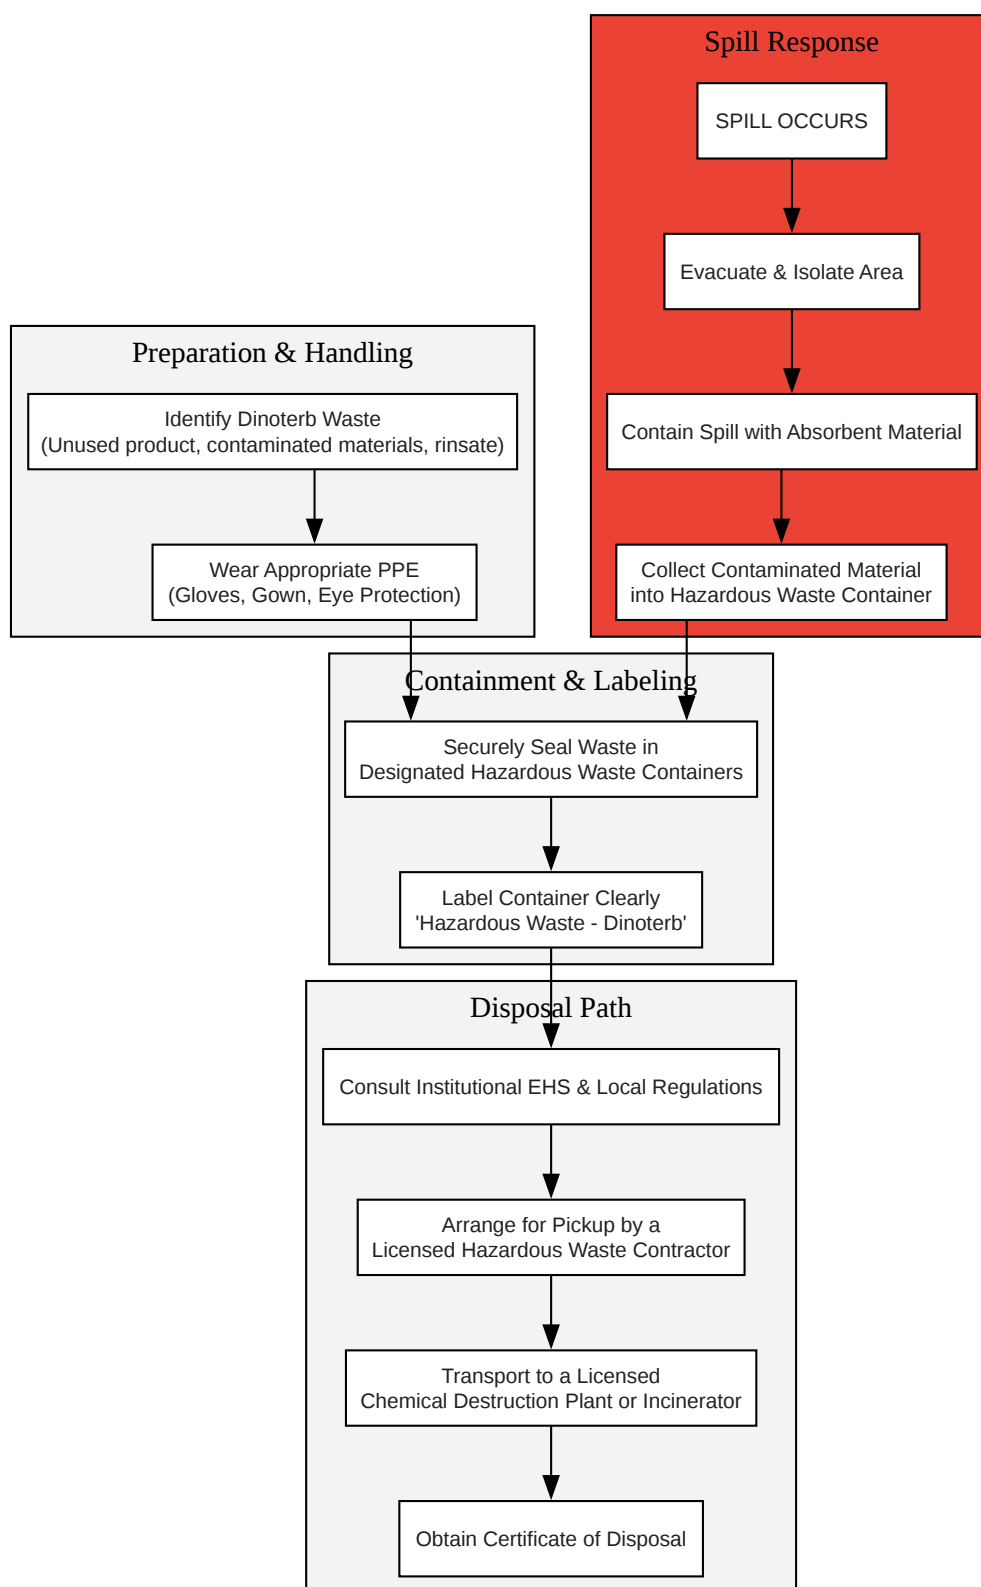 Spill Response
SPILL OCCURS
Evacuate & Isolate Area
Contain Spill with Absorbent Material
Collect Contaminated Material
into Hazardous Waste Container
Preparation & Handling
Identify Dinoterb Waste
(Unused product, contaminated materials, rinsate)
Wear Appropriate PPE
(Gloves, Gown, Eye Protection)
Containment & Labeling
Securely Seal Waste in
Designated Hazardous Waste Containers
Label Container Clearly
'Hazardous Waste - Dinoterb'
Disposal Path
Consult Institutional EHS & Local Regulations
Arrange for Pickup by a
Licensed Hazardous Waste Contractor
Transport to a Licensed
Chemical Destruction Plant or Incinerator
Obtain Certificate of Disposal